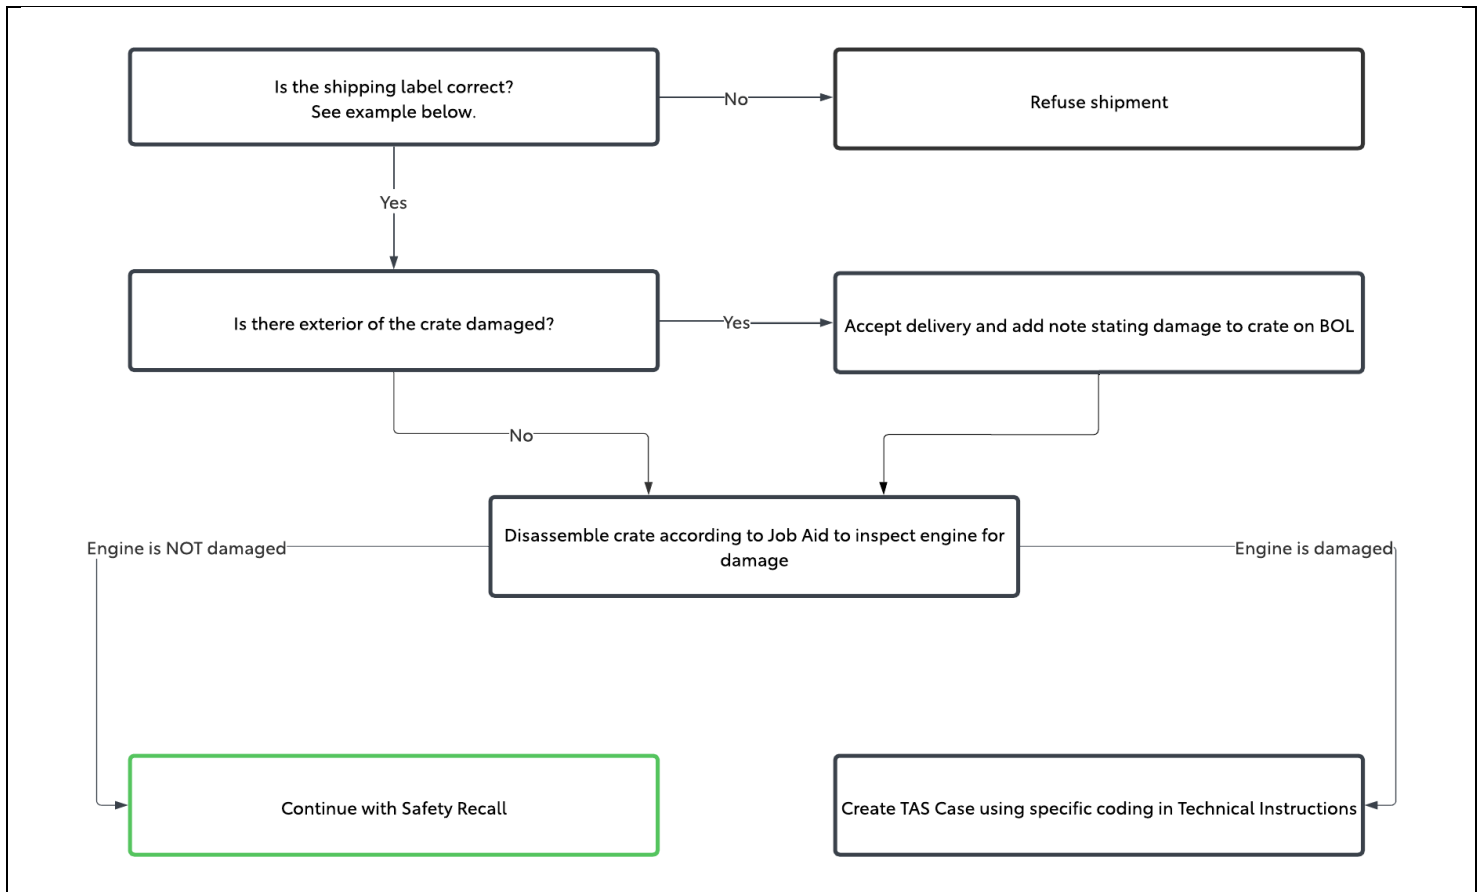 Is the shipping label correct?
See example below.
No
Refuse shipment
Yes
Is there exterior of the crate damaged?
Yes
Accept delivery and add note stating damage to crate on BOL
No
Disassemble crate according to Job Aid to inspect engine for
damage
Engine is NOT damaged
Engine is damaged
Continue with Safety Recall
Create TAS Case using specific coding in Technical Instructions